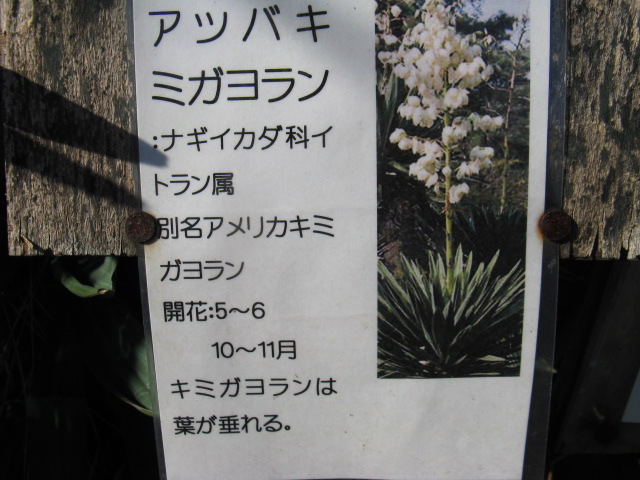 アツバキ
ミガヨラン
:ナギイカダ科イ
トラン属
別名アメリカキミ
ガヨラン
開花:5～6
10～11月
キミガヨランは
葉が垂れる。